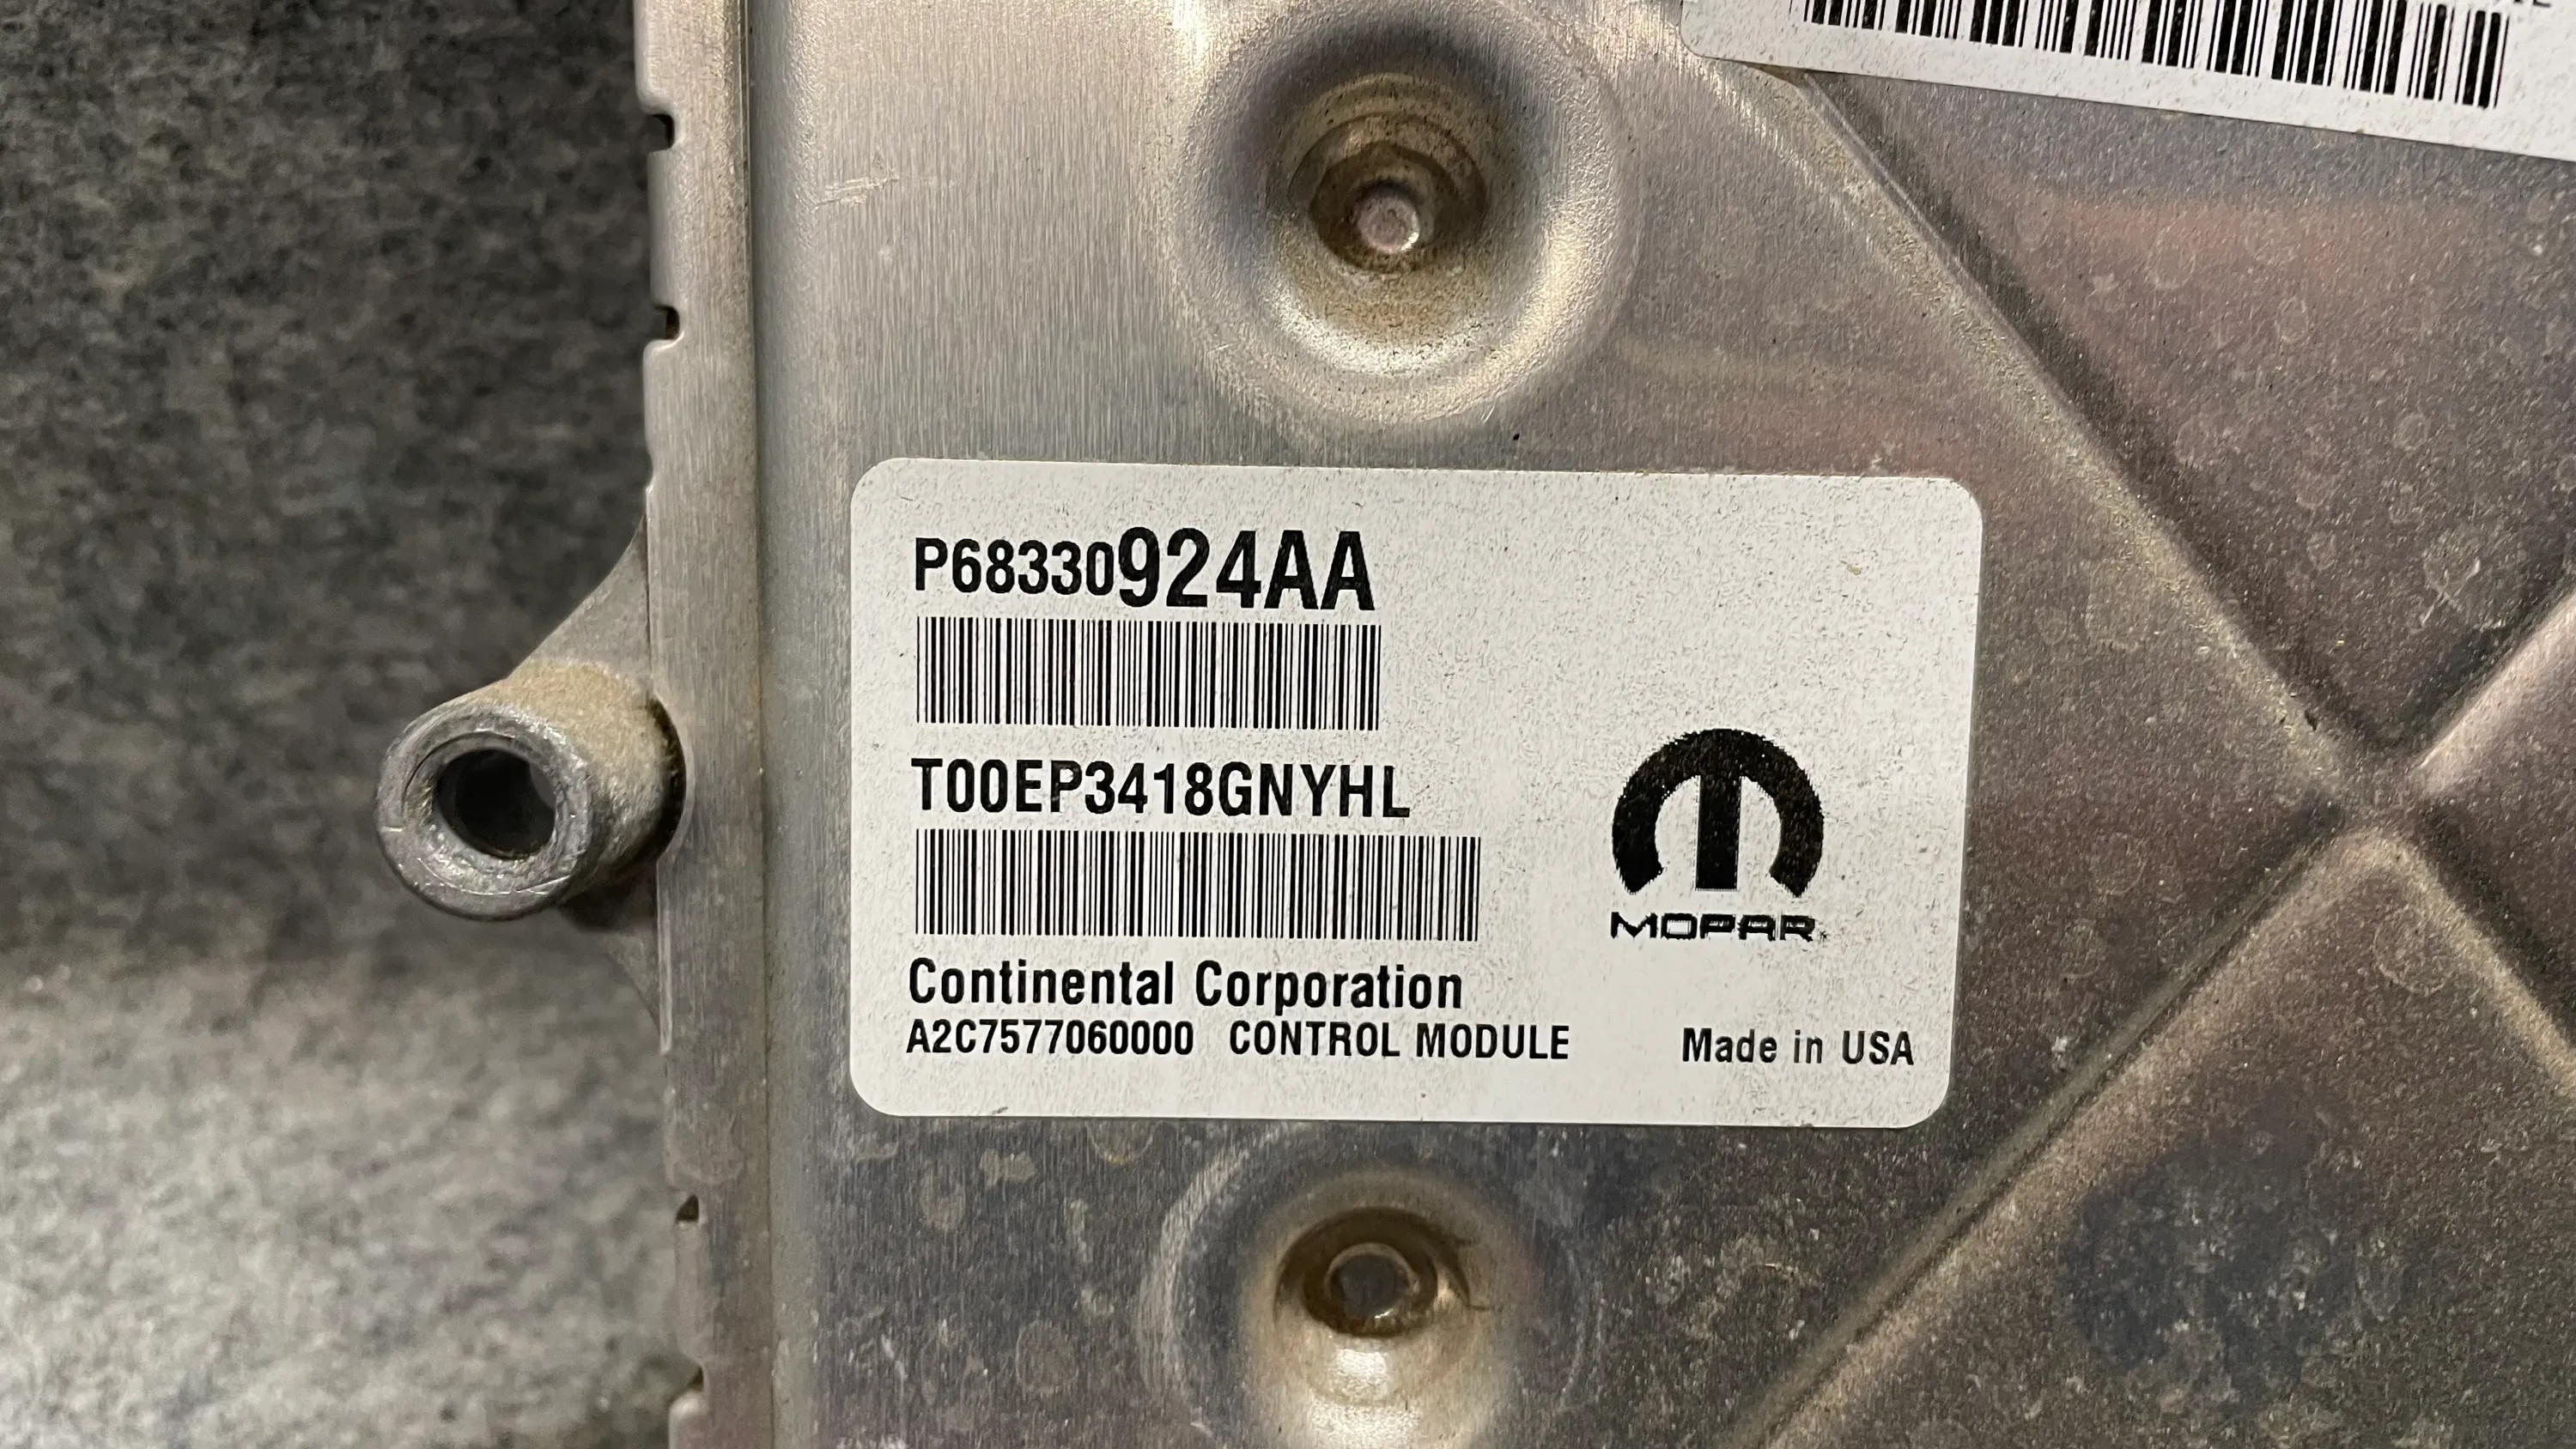 P68330924AA
T00EP3418GNYHL
MOPAR
Continental Corporation
A2C7577060000 CONTROL MODULE Made in USA